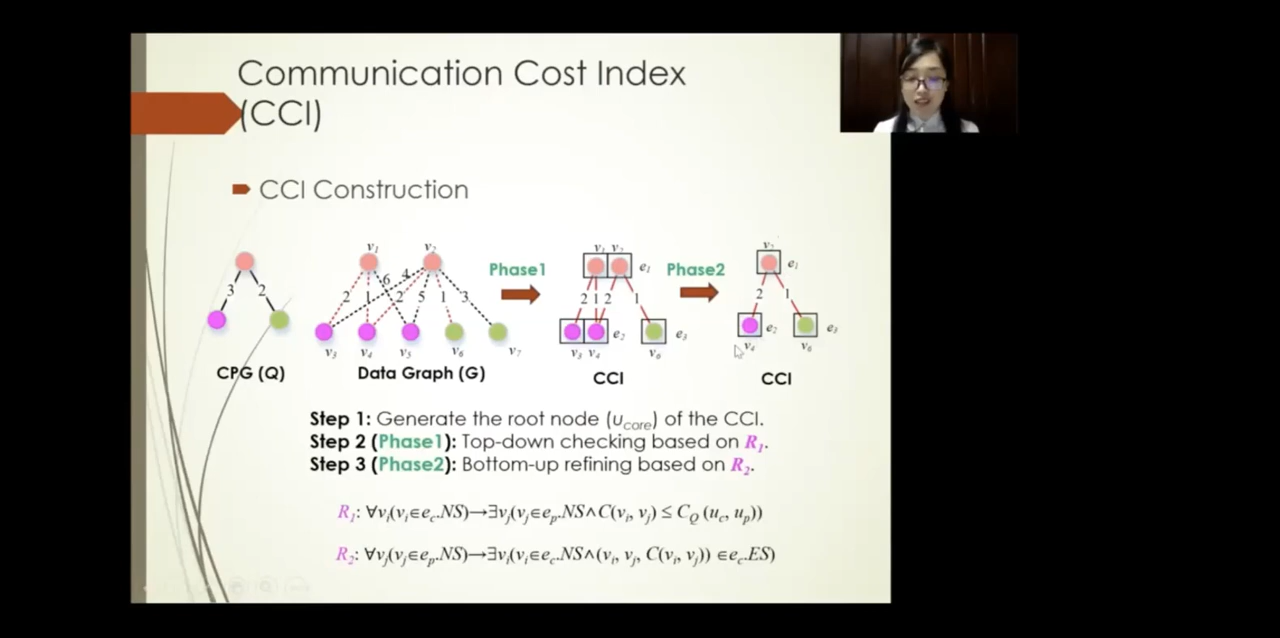 Communication Cost Index
(CCI)
CCI Construction
v₁ v₂
3 2
2 1 6 4 2 5 1 3
v₃ v₄ v₅ v₆ v₇
CPG (Q)
Data Graph (G)
Phase1
v₁ v₂
e₁
2 1 2 1
e₂ e₃
v₃ v₄ v₆
CCI
Phase2
v₂
e₁
2 1
e₂ e₃
v₄ v₆
CCI
Step 1: Generate the root node (u_core) of the CCI.
Step 2 (Phase1): Top-down checking based on R₁.
Step 3 (Phase2): Bottom-up refining based on R₂.
R₁: ∀vᵢ(vᵢ∈e_c.NS)→∃vⱼ(vⱼ∈e_p.NS∧C(vᵢ, vⱼ) ≤ C_Q (u_c, u_p))
R₂: ∀vⱼ(vⱼ∈e_p.NS)→∃vᵢ(vᵢ∈e_c.NS∧(vᵢ, vⱼ, C(vᵢ, vⱼ)) ∈e_c.ES)